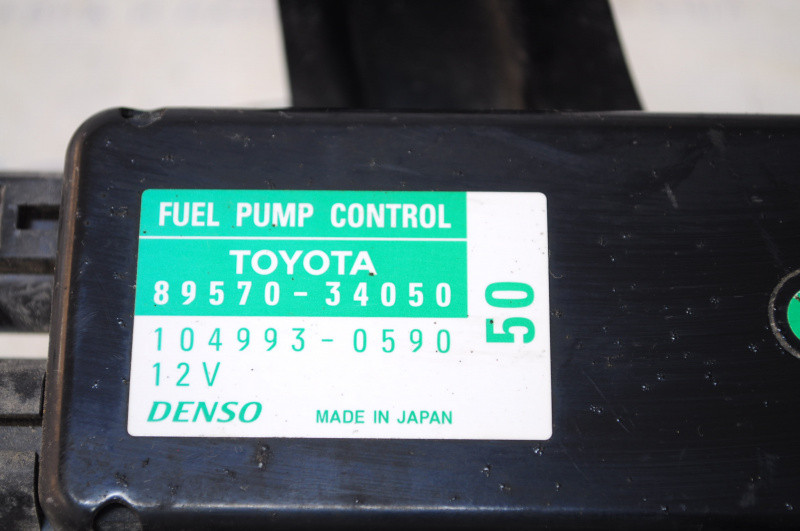 FUEL PUMP CONTROL
TOYOTA
89570-34050
104993-0590
12V
DENSO MADE IN JAPAN
50